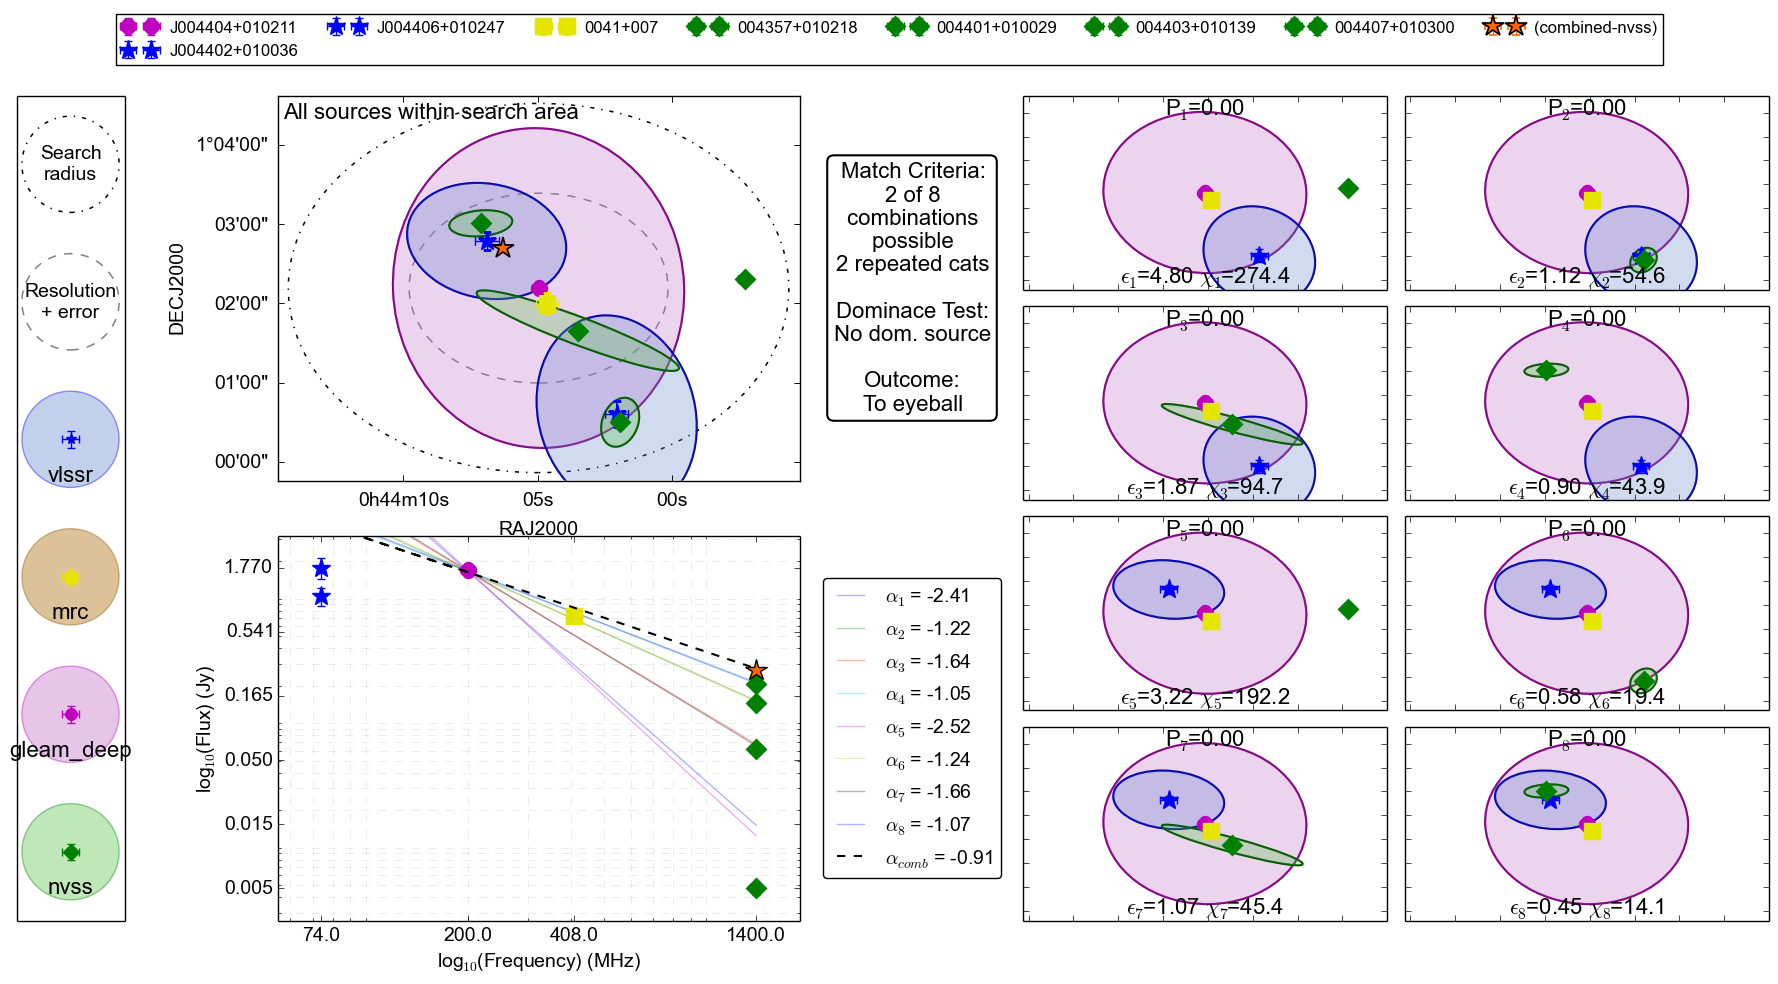 J004404+010211 J004406+010247 0041+007 004357+010218 004401+010029 004403+010139 004407+010300 (combined-nvss)
J004402+010036
Search
radius
Resolution
+ error
vlssr
mrc
gleam_deep
nvss
All sources within search area
DECJ2000
1°04'00"
03'00"
02'00"
01'00"
00'00"
0h44m10s 05s 00s
RAJ2000
Match Criteria:
2 of 8
combinations
possible
2 repeated cats
Dominace Test:
No dom. source
Outcome:
To eyeball
log10(Flux) (Jy)
1.770
0.541
0.165
0.050
0.015
0.005
74.0 200.0 408.0 1400.0
log10(Frequency) (MHz)
α1 = -2.41
α2 = -1.22
α3 = -1.64
α4 = -1.05
α5 = -2.52
α6 = -1.24
α7 = -1.66
α8 = -1.07
αcomb = -0.91
P1=0.00
ϵ1=4.80 χ1=274.4
P2=0.00
ϵ2=1.12 χ2=54.6
P3=0.00
ϵ3=1.87 χ3=94.7
P4=0.00
ϵ4=0.90 χ4=43.9
P5=0.00
ϵ5=3.22 χ5=192.2
P6=0.00
ϵ6=0.58 χ6=19.4
P7=0.00
ϵ7=1.07 χ7=45.4
P8=0.00
ϵ8=0.45 χ8=14.1